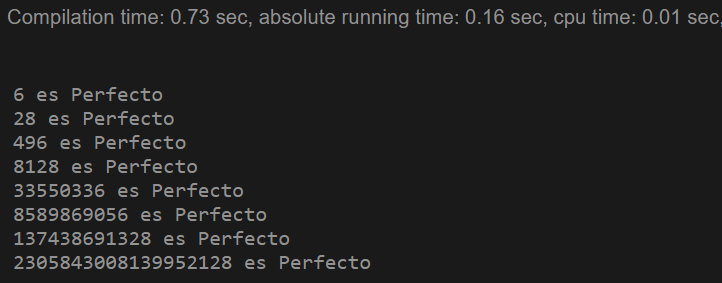 Compilation time: 0.73 sec, absolute running time: 0.16 sec, cpu time: 0.01 sec,
6 es Perfecto
28 es Perfecto
496 es Perfecto
8128 es Perfecto
33550336 es Perfecto
8589869056 es Perfecto
137438691328 es Perfecto
2305843008139952128 es Perfecto